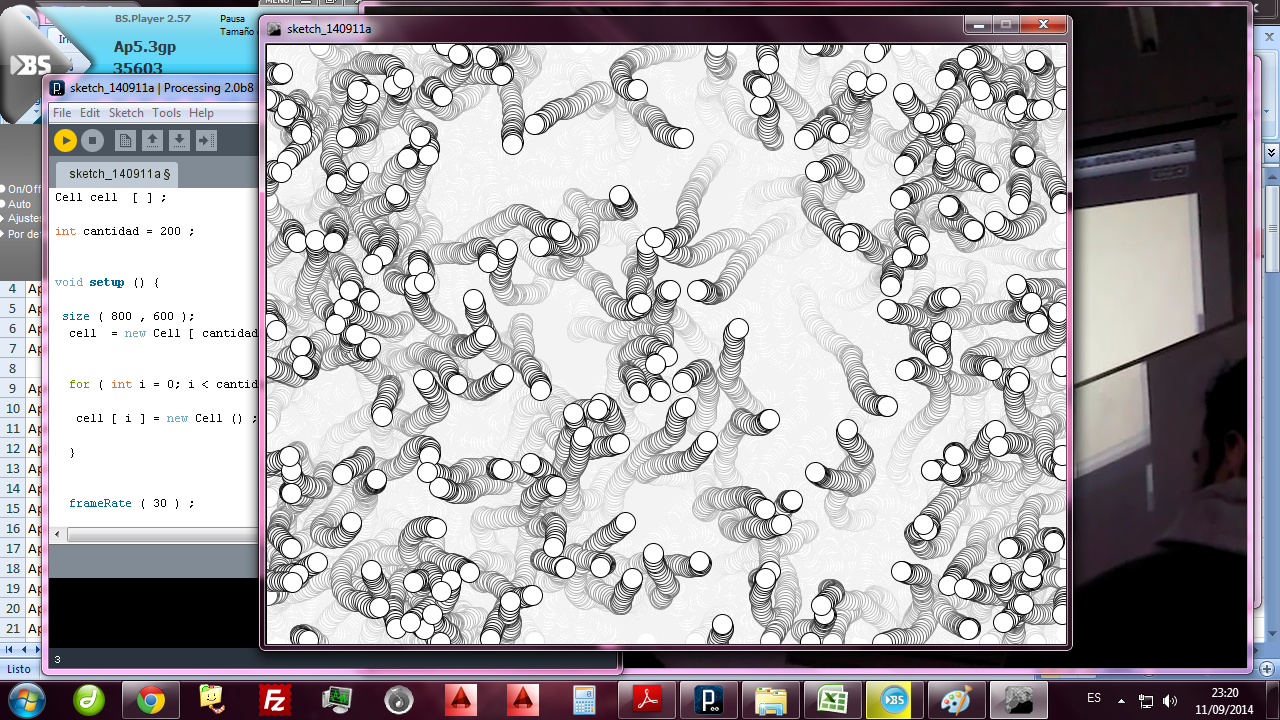 MENU
BS.Player 2.57
Pausa
Tamaño
Ap5.3gp
35603
BS
sketch_140911a
sketch_140911a | Processing 2.0b8
File Edit Sketch Tools Help
sketch_140911a §
On/Off
Auto
Ajustes
Por de
Cell cell [ ] ;
int cantidad = 200 ;
void setup () {
size ( 800 , 600 );
cell = new Cell [ cantidad
for ( int i = 0; i < cantid
cell [ i ] = new Cell () ;
}
frameRate ( 30 ) ;
4 Ap
5 Ap
6 Ap
7 Ap
8
9 Ap
10 Ap
11 Ap
12 Ap
13 Ap
14 Ap
15 Ap
16 Ap
17 Ap
18 Ap
19 Ap
20 Ap
21 Ap
3
Listo
ES
23:20
11/09/2014